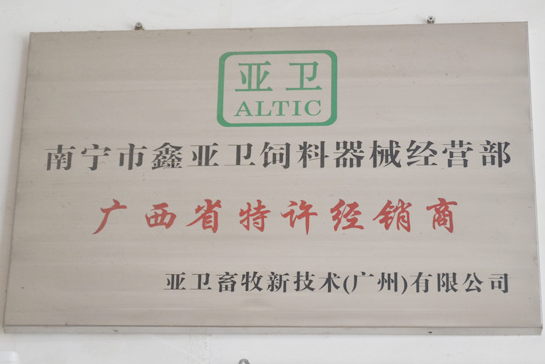 亚卫
ALTIC
南宁市鑫亚卫饲料器械经营部
广西省特许经销商
亚卫畜牧新技术(广州)有限公司